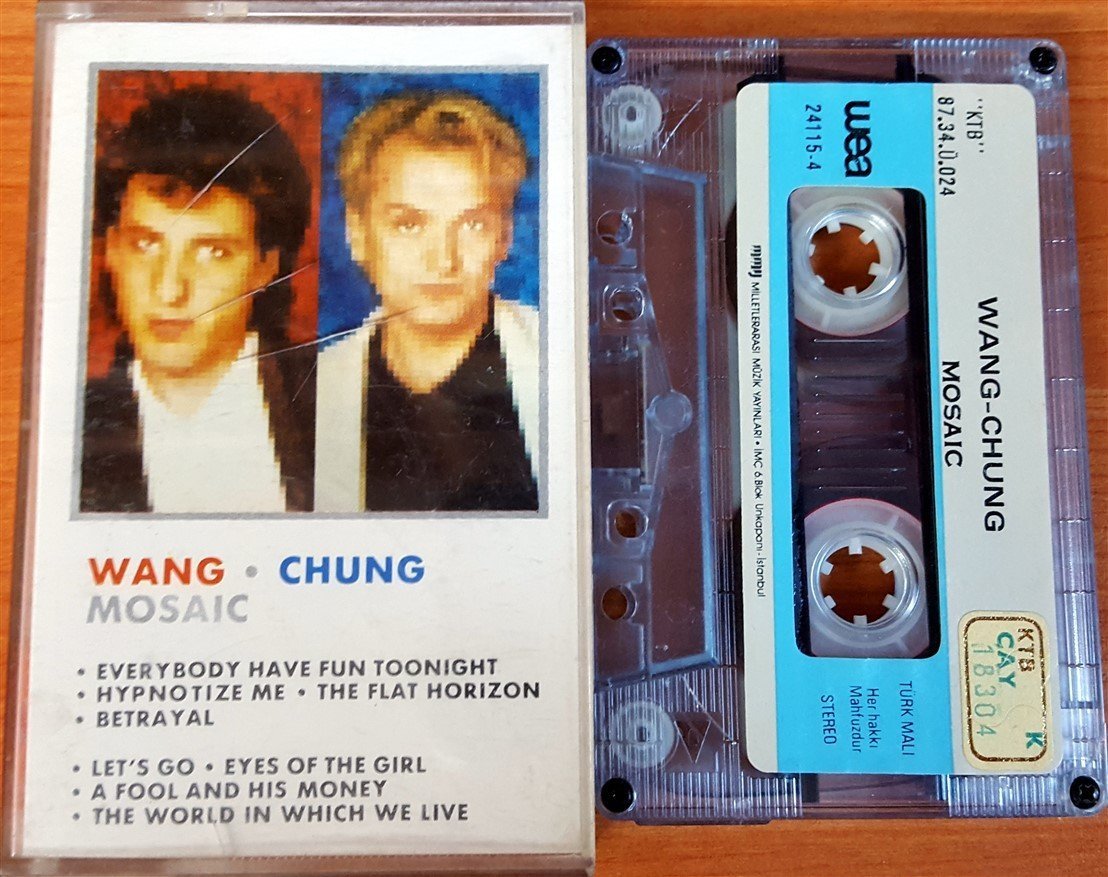 WANG • CHUNG
MOSAIC
• EVERYBODY HAVE FUN TOONIGHT
• HYPNOTIZE ME • THE FLAT HORIZON
• BETRAYAL
• LET'S GO • EYES OF THE GIRL
• A FOOL AND HIS MONEY
• THE WORLD IN WHICH WE LIVE
"KTB"
87.34.Ü.024
wea
24115-4
WANG-CHUNG
MOSAIC
mmy MİLLETLERARASI MÜZİK YAYINLARI • İMC 6.Blok Unkapanı - İstanbul
TÜRK MALI
Her hakkı
Mahfuzdur
STEREO
KTB K
CAY
18304